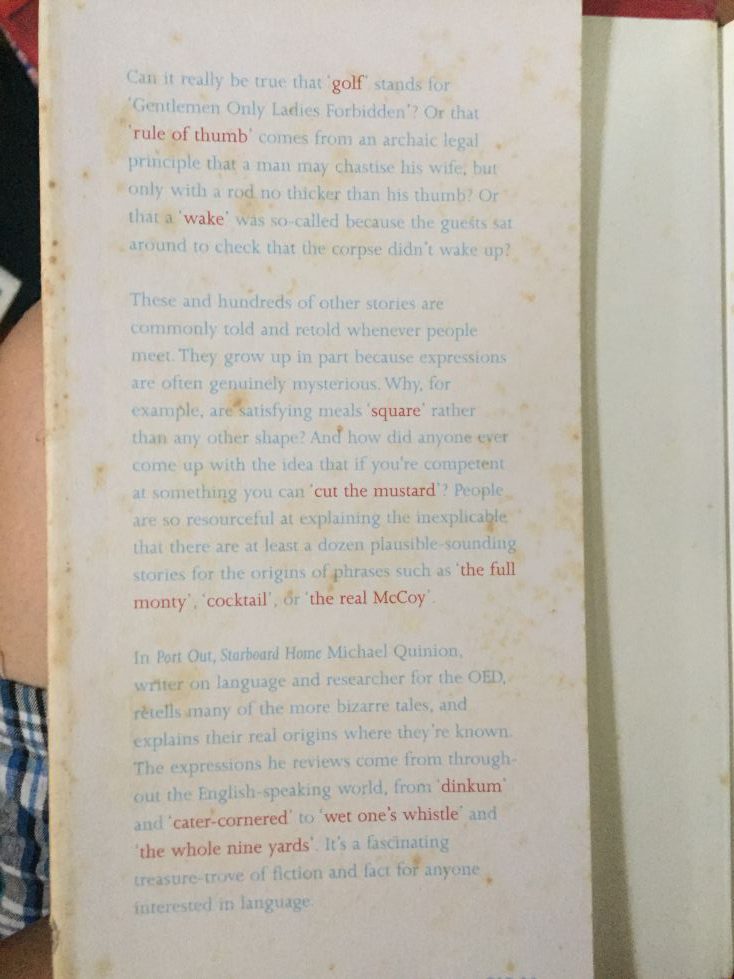 Can it really be true that ‘golf’ stands for
‘Gentlemen Only Ladies Forbidden’? Or that
‘rule of thumb’ comes from an archaic legal
principle that a man may chastise his wife, but
only with a rod no thicker than his thumb? Or
that a ‘wake’ was so-called because the guests sat
around to check that the corpse didn’t wake up?
These and hundreds of other stories are
commonly told and retold whenever people
meet. They grow up in part because expressions
are often genuinely mysterious. Why, for
example, are satisfying meals ‘square’ rather
than any other shape? And how did anyone ever
come up with the idea that if you’re competent
at something you can ‘cut the mustard’? People
are so resourceful at explaining the inexplicable
that there are at least a dozen plausible-sounding
stories for the origins of phrases such as ‘the full
monty’, ‘cocktail’, or ‘the real McCoy’.
In Port Out, Starboard Home Michael Quinion,
writer on language and researcher for the OED,
retells many of the more bizarre tales, and
explains their real origins where they’re known.
The expressions he reviews come from through-
out the English-speaking world, from ‘dinkum’
and ‘cater-cornered’ to ‘wet one’s whistle’ and
‘the whole nine yards’. It’s a fascinating
treasure-trove of fiction and fact for anyone
interested in language.